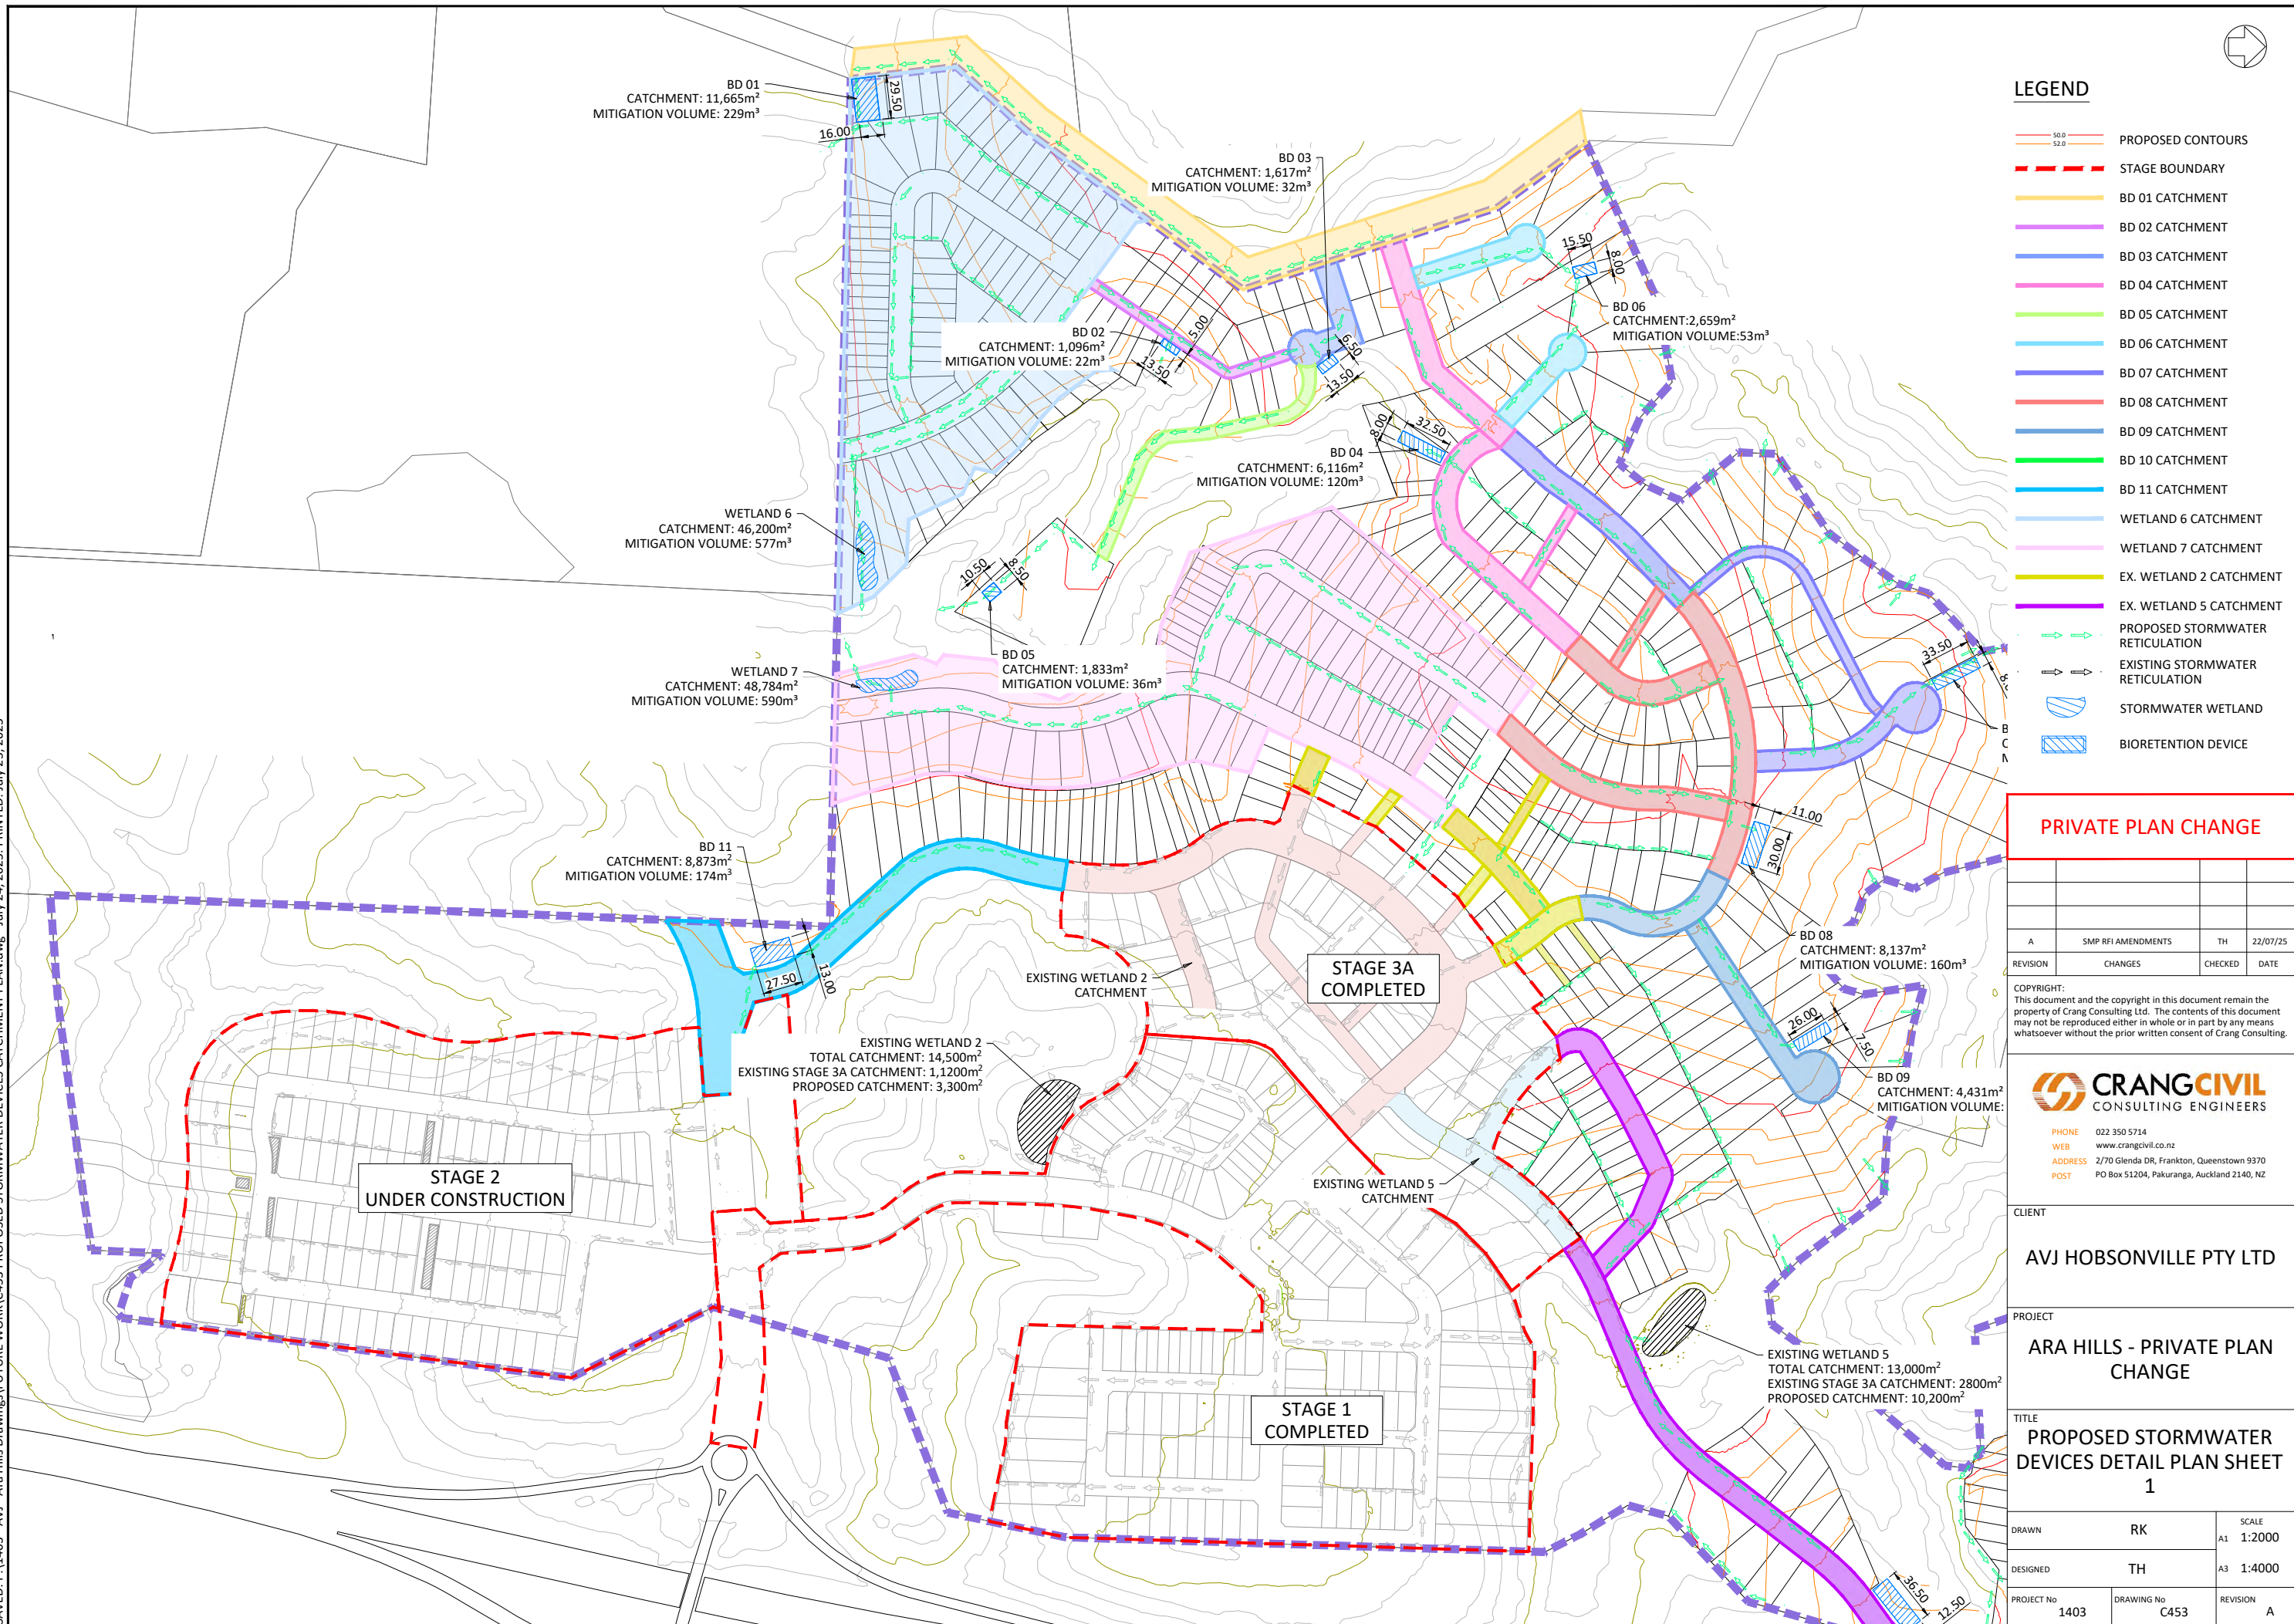 BD 01
CATCHMENT: 11,665m²
MITIGATION VOLUME: 229m³
29.50
16.00
BD 03
CATCHMENT: 1,617m²
MITIGATION VOLUME: 32m³
15.50
8.00
BD 06
CATCHMENT:2,659m²
MITIGATION VOLUME:53m³
BD 02
CATCHMENT: 1,096m²
MITIGATION VOLUME: 22m³
5.00
13.50
6.50
13.50
8.00
32.50
BD 04
CATCHMENT: 6,116m²
MITIGATION VOLUME: 120m³
WETLAND 6
CATCHMENT: 46,200m²
MITIGATION VOLUME: 577m³
10.50
8.50
BD 05
CATCHMENT: 1,833m²
MITIGATION VOLUME: 36m³
1
WETLAND 7
CATCHMENT: 48,784m²
MITIGATION VOLUME: 590m³
33.50
11.00
30.00
BD 11
CATCHMENT: 8,873m²
MITIGATION VOLUME: 174m³
27.50
13.00
EXISTING WETLAND 2
CATCHMENT
STAGE 3A
COMPLETED
BD 08
CATCHMENT: 8,137m²
MITIGATION VOLUME: 160m³
26.00
7.50
BD 09
CATCHMENT: 4,431m²
MITIGATION VOLUME:
EXISTING WETLAND 2
TOTAL CATCHMENT: 14,500m²
EXISTING STAGE 3A CATCHMENT: 1,1200m²
PROPOSED CATCHMENT: 3,300m²
STAGE 2
UNDER CONSTRUCTION
EXISTING WETLAND 5
CATCHMENT
STAGE 1
COMPLETED
EXISTING WETLAND 5
TOTAL CATCHMENT: 13,000m²
EXISTING STAGE 3A CATCHMENT: 2800m²
PROPOSED CATCHMENT: 10,200m²
36.50
12.50
LEGEND
50.0
52.0
PROPOSED CONTOURS
STAGE BOUNDARY
BD 01 CATCHMENT
BD 02 CATCHMENT
BD 03 CATCHMENT
BD 04 CATCHMENT
BD 05 CATCHMENT
BD 06 CATCHMENT
BD 07 CATCHMENT
BD 08 CATCHMENT
BD 09 CATCHMENT
BD 10 CATCHMENT
BD 11 CATCHMENT
WETLAND 6 CATCHMENT
WETLAND 7 CATCHMENT
EX. WETLAND 2 CATCHMENT
EX. WETLAND 5 CATCHMENT
PROPOSED STORMWATER
RETICULATION
EXISTING STORMWATER
RETICULATION
STORMWATER WETLAND
BIORETENTION DEVICE
PRIVATE PLAN CHANGE
A SMP RFI AMENDMENTS TH 22/07/25
REVISION CHANGES CHECKED DATE
COPYRIGHT:
This document and the copyright in this document remain the
property of Crang Consulting Ltd. The contents of this document
may not be reproduced either in whole or in part by any means
whatsoever without the prior written consent of Crang Consulting.
CRANGCIVIL
CONSULTING ENGINEERS
PHONE 022 350 5714
WEB www.crangcivil.co.nz
ADDRESS 2/70 Glenda DR, Frankton, Queenstown 9370
POST PO Box 51204, Pakuranga, Auckland 2140, NZ
CLIENT
AVJ HOBSONVILLE PTY LTD
PROJECT
ARA HILLS - PRIVATE PLAN
CHANGE
TITLE
PROPOSED STORMWATER
DEVICES DETAIL PLAN SHEET
1
DRAWN RK
SCALE
A1 1:2000
DESIGNED TH
A3 1:4000
PROJECT No 1403
DRAWING No C453
REVISION A